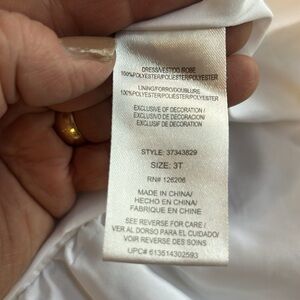 DRESS/VESTIDO/ROBE
100%POLYESTER/POLIÉSTER/POLYESTER
LINING/FORRO/DOUBLURE
100%POLYESTER/POLIÉSTER/POLYESTER
EXCLUSIVE OF DECORATION /
EXCLUSIVO DE DECORACION/
EXCLUSIF DE DECORATION
STYLE: 37343829
SIZE: 3T
RN# 126206
MADE IN CHINA/
HECHO EN CHINA/
FABRIQUE EN CHINE
SEE REVERSE FOR CARE /
VER AL DORSO PARA EL CUIDADO/
VOIR REVERSE DES SOINS
UPC# 613514302593